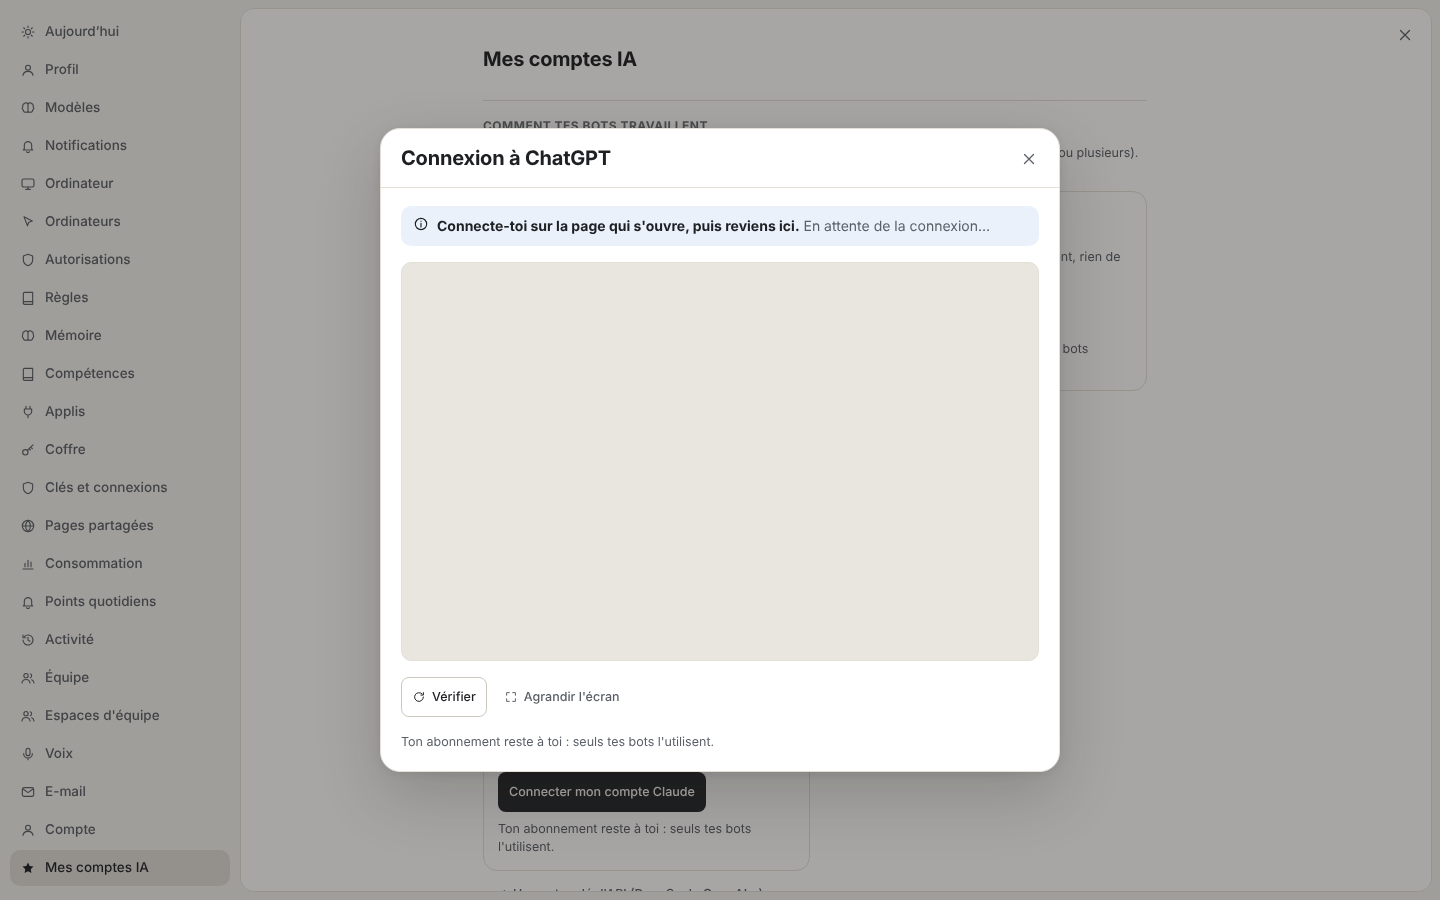 Aujourd'hui
Profil
Modèles
Notifications
Ordinateur
Ordinateurs
Autorisations
Règles
Mémoire
Compétences
Applis
Coffre
Clés et connexions
Pages partagées
Consommation
Points quotidiens
Activité
Équipe
Espaces d'équipe
Voix
E-mail
Compte
Mes comptes IA
Mes comptes IA
COMMENT TES BOTS TRAVAILLENT
ou plusieurs).
nt, rien de
bots
Connexion à ChatGPT
Connecte-toi sur la page qui s'ouvre, puis reviens ici. En attente de la connexion...
Vérifier
Agrandir l'écran
Ton abonnement reste à toi : seuls tes bots l'utilisent.
Connecter mon compte Claude
Ton abonnement reste à toi : seuls tes bots
l'utilisent.